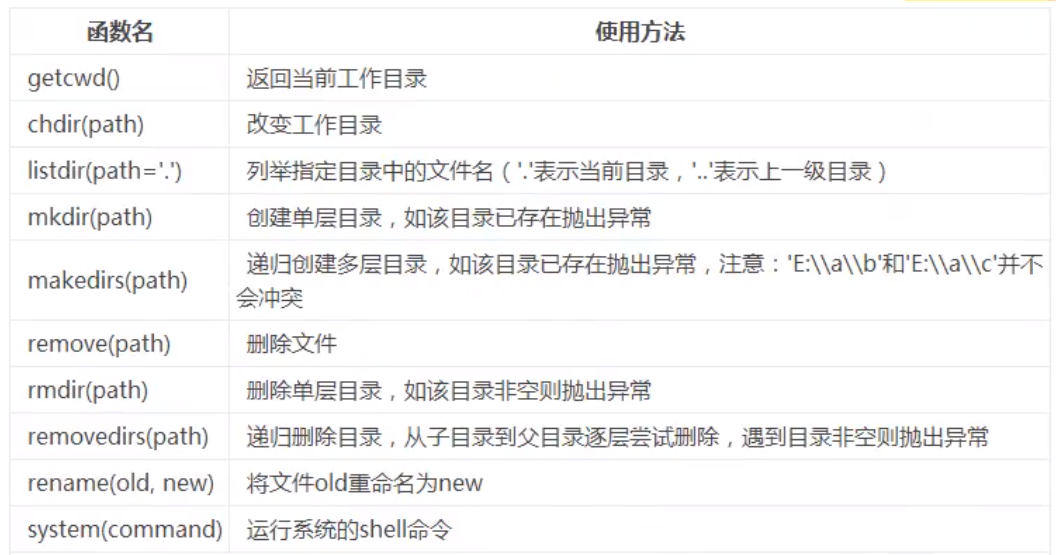 函数名 使用方法
getcwd() 返回当前工作目录
chdir(path) 改变工作目录
listdir(path='.') 列举指定目录中的文件名（'.'表示当前目录，'..'表示上一级目录）
mkdir(path) 创建单层目录，如该目录已存在抛出异常
makedirs(path) 递归创建多层目录，如该目录已存在抛出异常，注意：'E:\\a\\b'和'E:\\a\\c'并不
会冲突
remove(path) 删除文件
rmdir(path) 删除单层目录，如该目录非空则抛出异常
removedirs(path) 递归删除目录，从子目录到父目录逐层尝试删除，遇到目录非空则抛出异常
rename(old, new) 将文件old重命名为new
system(command) 运行系统的shell命令